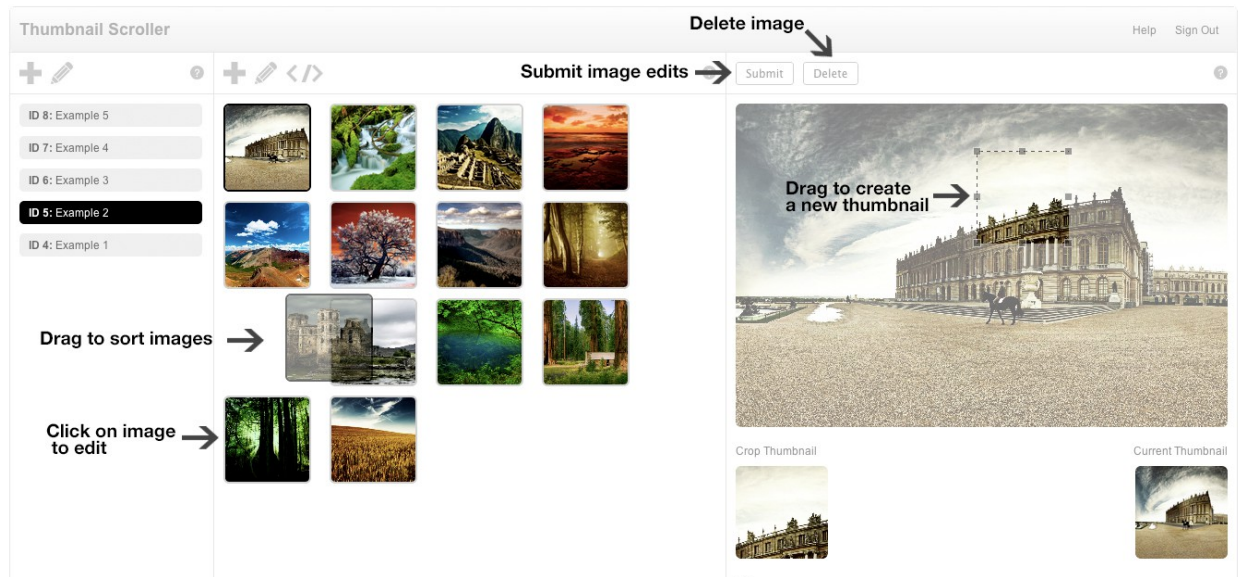 Thumbnail Scroller
Delete image
Help Sign Out
Submit image edits
Submit Delete
?
?
ID 8: Example 5
ID 7: Example 4
ID 6: Example 3
ID 5: Example 2
ID 4: Example 1
</>
Drag to create
a new thumbnail
Drag to sort images
Click on image
to edit
Crop Thumbnail
Current Thumbnail